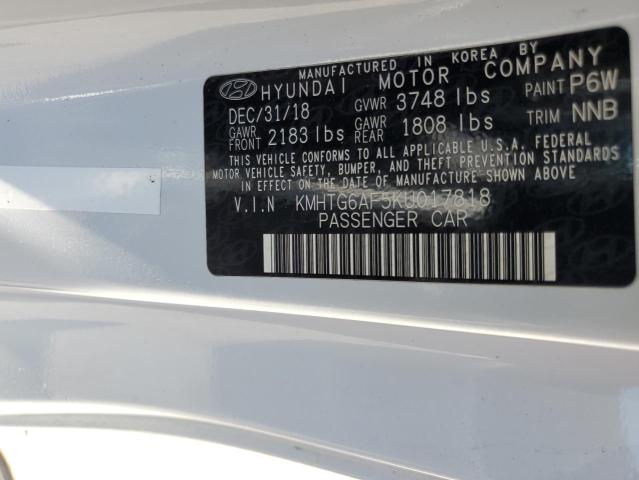 MANUFACTURED IN KOREA BY
HYUNDAI MOTOR COMPANY
DEC/31/18 GVWR 3748 lbs PAINT P6W
GAWR FRONT 2183 lbs GAWR REAR 1808 lbs TRIM NNB
THIS VEHICLE CONFORMS TO ALL APPLICABLE U.S.A. FEDERAL
MOTOR VEHICLE SAFETY, BUMPER, AND THEFT PREVENTION STANDARDS
IN EFFECT ON THE DATE OF MANUFACTURE SHOWN ABOVE
V.I.N KMHTG6AF5KU017818
PASSENGER CAR